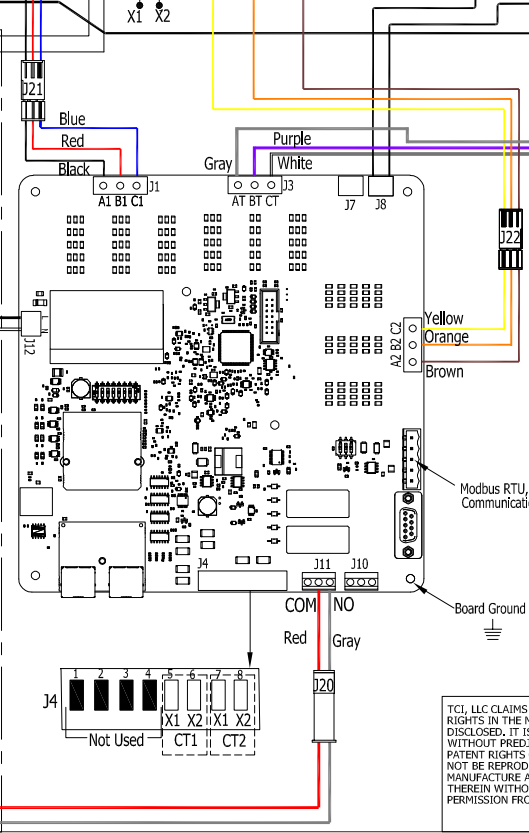 X1 X2
J21
Blue
Red
Black
J1
A1 B1 C1
Purple
Gray
White
J3
AT BT CT
J7 J8
J22
L N
J12
Yellow
Orange
Brown
A2 B2 C2
Modbus RTU,
Communicati
J4
J11
J10
COM NO
Board Ground
Red
Gray
J20
J4
1 2 3 4 5 6 7 8
X1 X2 X1 X2
Not Used
CT1 CT2
TCI, LLC CLAIMS
RIGHTS IN THE
DISCLOSED. IT IS
WITHOUT PREDI
PATENT RIGHTS
NOT BE REPROD
MANUFACTURE A
THEREIN WITHO
PERMISSION FRO